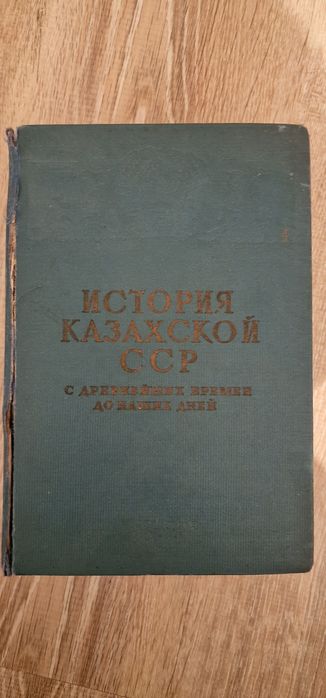 ИСТОРИЯ
КАЗАХСКОЙ
ССР
С ДРЕВНЕЙШИХ ВРЕМЕН
ДО НАШИХ ДНЕЙ